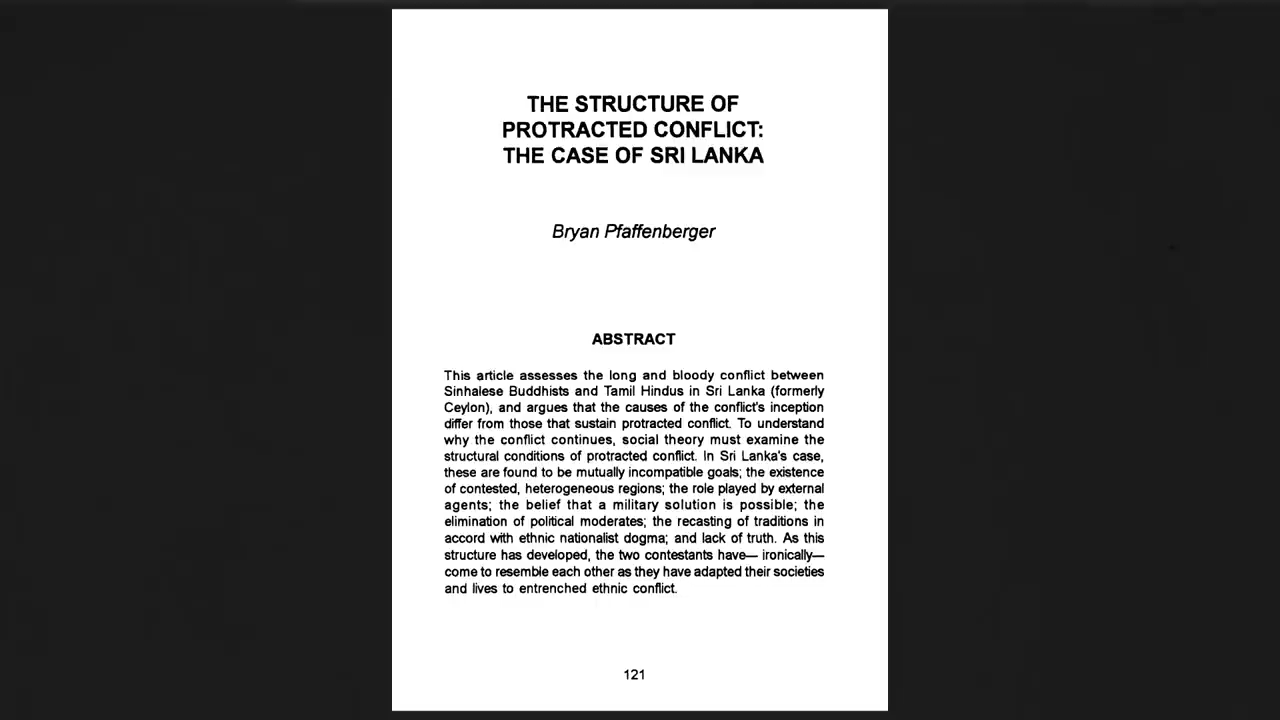 THE STRUCTURE OF
PROTRACTED CONFLICT:
THE CASE OF SRI LANKA
Bryan Pfaffenberger
ABSTRACT
This article assesses the long and bloody conflict between
Sinhalese Buddhists and Tamil Hindus in Sri Lanka (formerly
Ceylon), and argues that the causes of the conflict's inception
differ from those that sustain protracted conflict. To understand
why the conflict continues, social theory must examine the
structural conditions of protracted conflict. In Sri Lanka's case,
these are found to be mutually incompatible goals; the existence
of contested, heterogeneous regions; the role played by external
agents; the belief that a military solution is possible; the
elimination of political moderates; the recasting of traditions in
accord with ethnic nationalist dogma; and lack of truth. As this
structure has developed, the two contestants have— ironically—
come to resemble each other as they have adapted their societies
and lives to entrenched ethnic conflict.
121